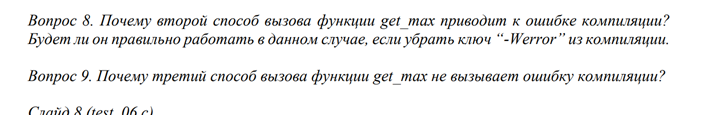 Вопрос 8. Почему второй способ вызова функции get_max приводит к ошибке компиляции?
Будет ли он правильно работать в данном случае, если убрать ключ “-Werror” из компиляции.
Вопрос 9. Почему третий способ вызова функции get_max не вызывает ошибку компиляции?
Слайд 8 (test_06.c)